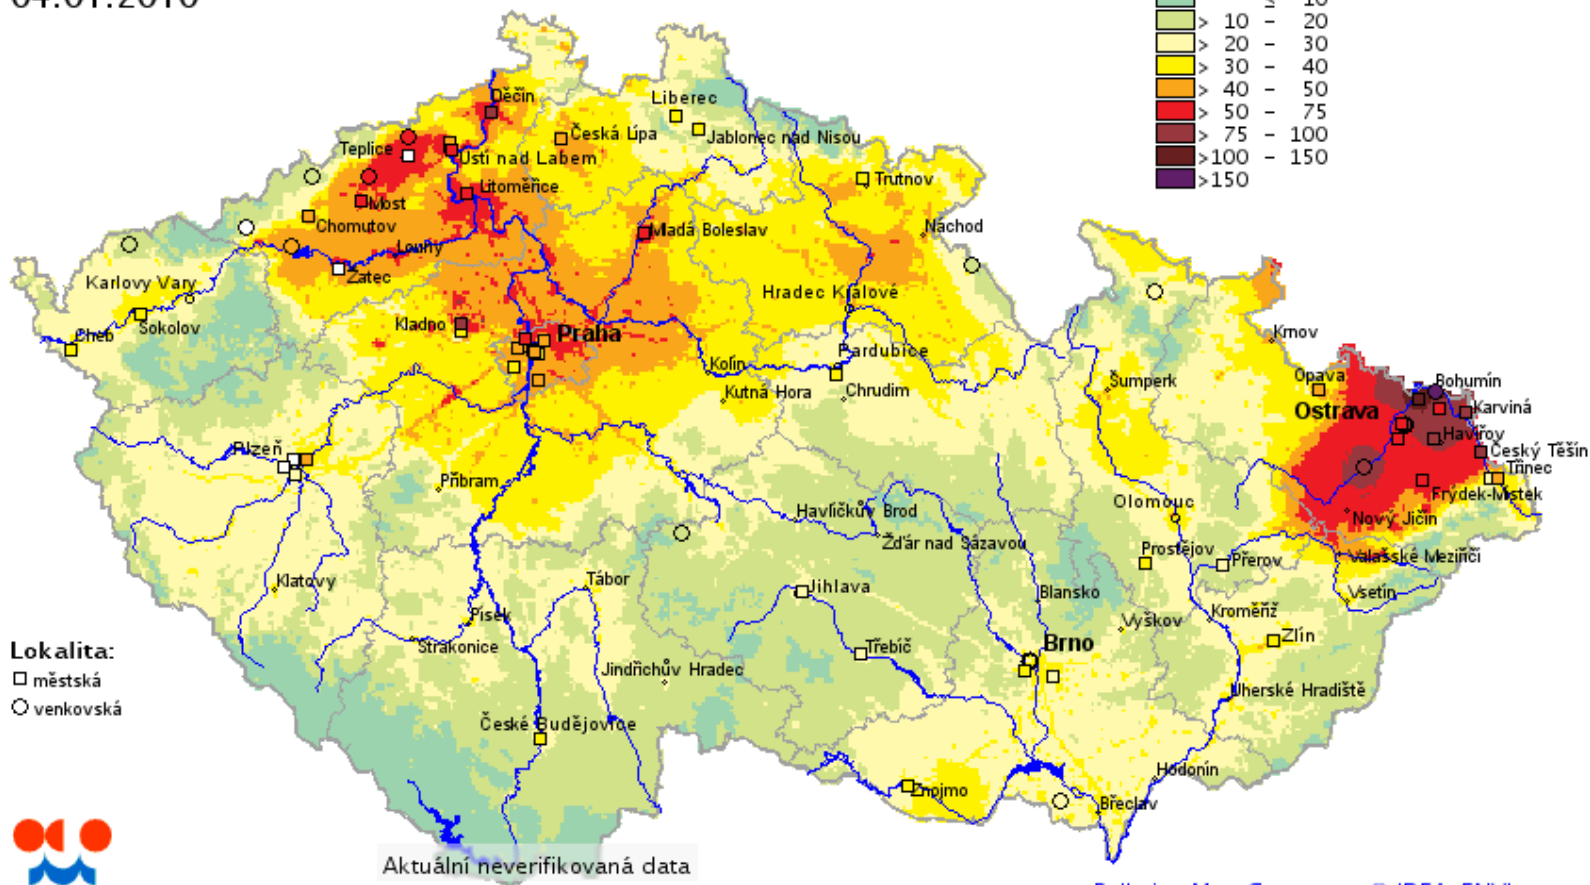 04.01.2010
≤ 10
> 10 – 20
> 20 – 30
> 30 – 40
> 40 – 50
> 50 – 75
> 75 – 100
>100 – 150
>150
Děčín
Liberec
Česká Lípa
Jablonec nad Nisou
Teplice
Ústí nad Labem
Litoměřice
Trutnov
Most
Chomutov
Mladá Boleslav
Náchod
Louny
Žatec
Karlovy Vary
Hradec Králové
Sokolov
Kladno
Praha
Krnov
Cheb
Pardubice
Kolín
Šumperk
Opava
Bohumín
Kutná Hora
Chrudim
Ostrava
Karviná
Havířov
Plzeň
Český Těšín
Třinec
Příbram
Frýdek-Místek
Olomouc
Havlíčkův Brod
Nový Jičín
Žďár nad Sázavou
Prostějov
Přerov
Valašské Meziříčí
Klatovy
Tábor
Jihlava
Blansko
Vsetín
Písek
Kroměříž
Vyškov
Zlín
Strakonice
Třebíč
Brno
Lokalita:
městská
venkovská
Jindřichův Hradec
Uherské Hradiště
České Budějovice
Hodonín
Znojmo
Břeclav
Aktuální neverifikovaná data